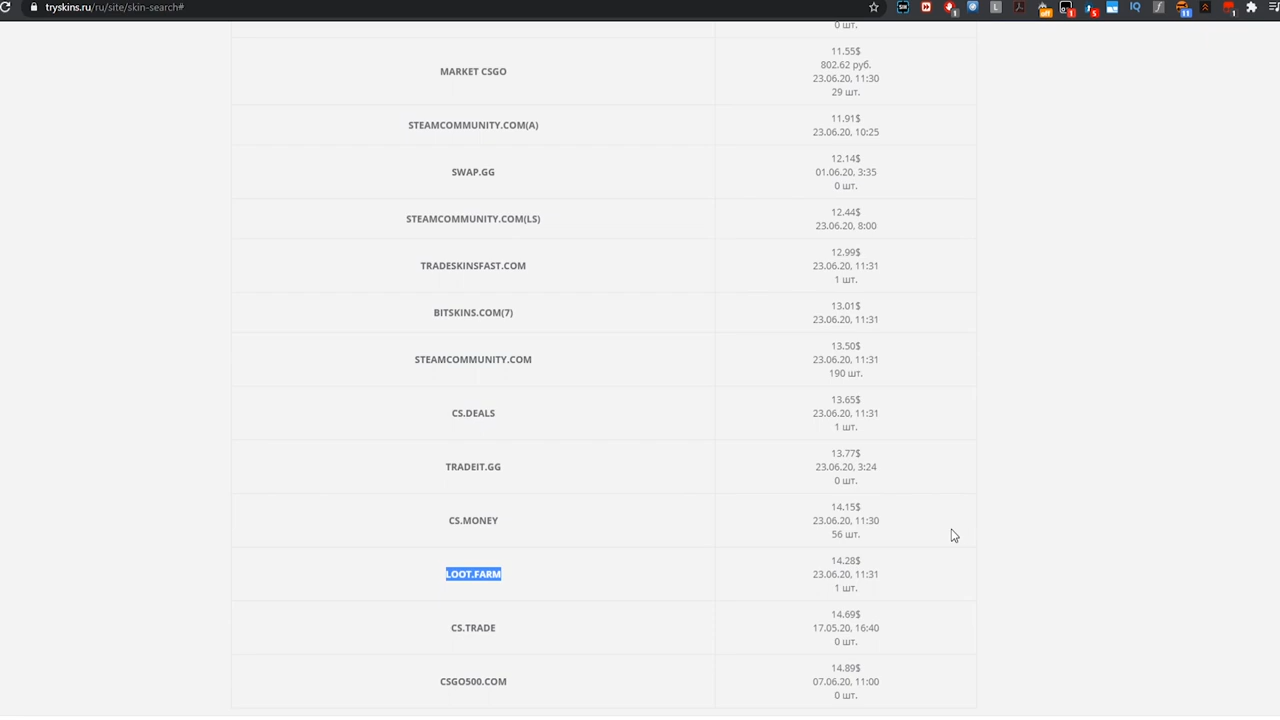 tryskins.ru/ru/site/skin-search#
0 шт.
MARKET CSGO
11.55$
802.62 руб.
23.06.20, 11:30
29 шт.
STEAMCOMMUNITY.COM(A)
11.91$
23.06.20, 10:25
SWAP.GG
12.14$
01.06.20, 3:35
0 шт.
STEAMCOMMUNITY.COM(LS)
12.44$
23.06.20, 8:00
TRADESKINSFAST.COM
12.99$
23.06.20, 11:31
1 шт.
BITSKINS.COM(7)
13.01$
23.06.20, 11:31
STEAMCOMMUNITY.COM
13.50$
23.06.20, 11:31
190 шт.
CS.DEALS
13.65$
23.06.20, 11:31
1 шт.
TRADEIT.GG
13.77$
23.06.20, 3:24
0 шт.
CS.MONEY
14.15$
23.06.20, 11:30
56 шт.
LOOT.FARM
14.28$
23.06.20, 11:31
1 шт.
CS.TRADE
14.69$
17.05.20, 16:40
0 шт.
CSGO500.COM
14.89$
07.06.20, 11:00
0 шт.